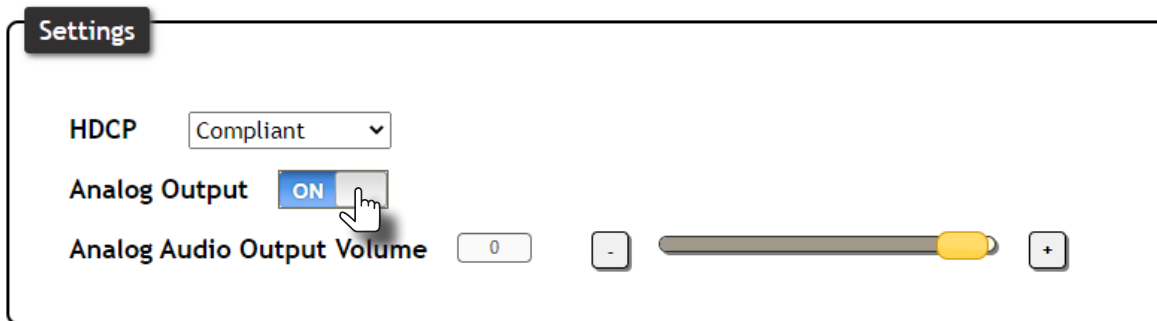 Settings
HDCP Compliant
Analog Output ON
Analog Audio Output Volume 0 - +